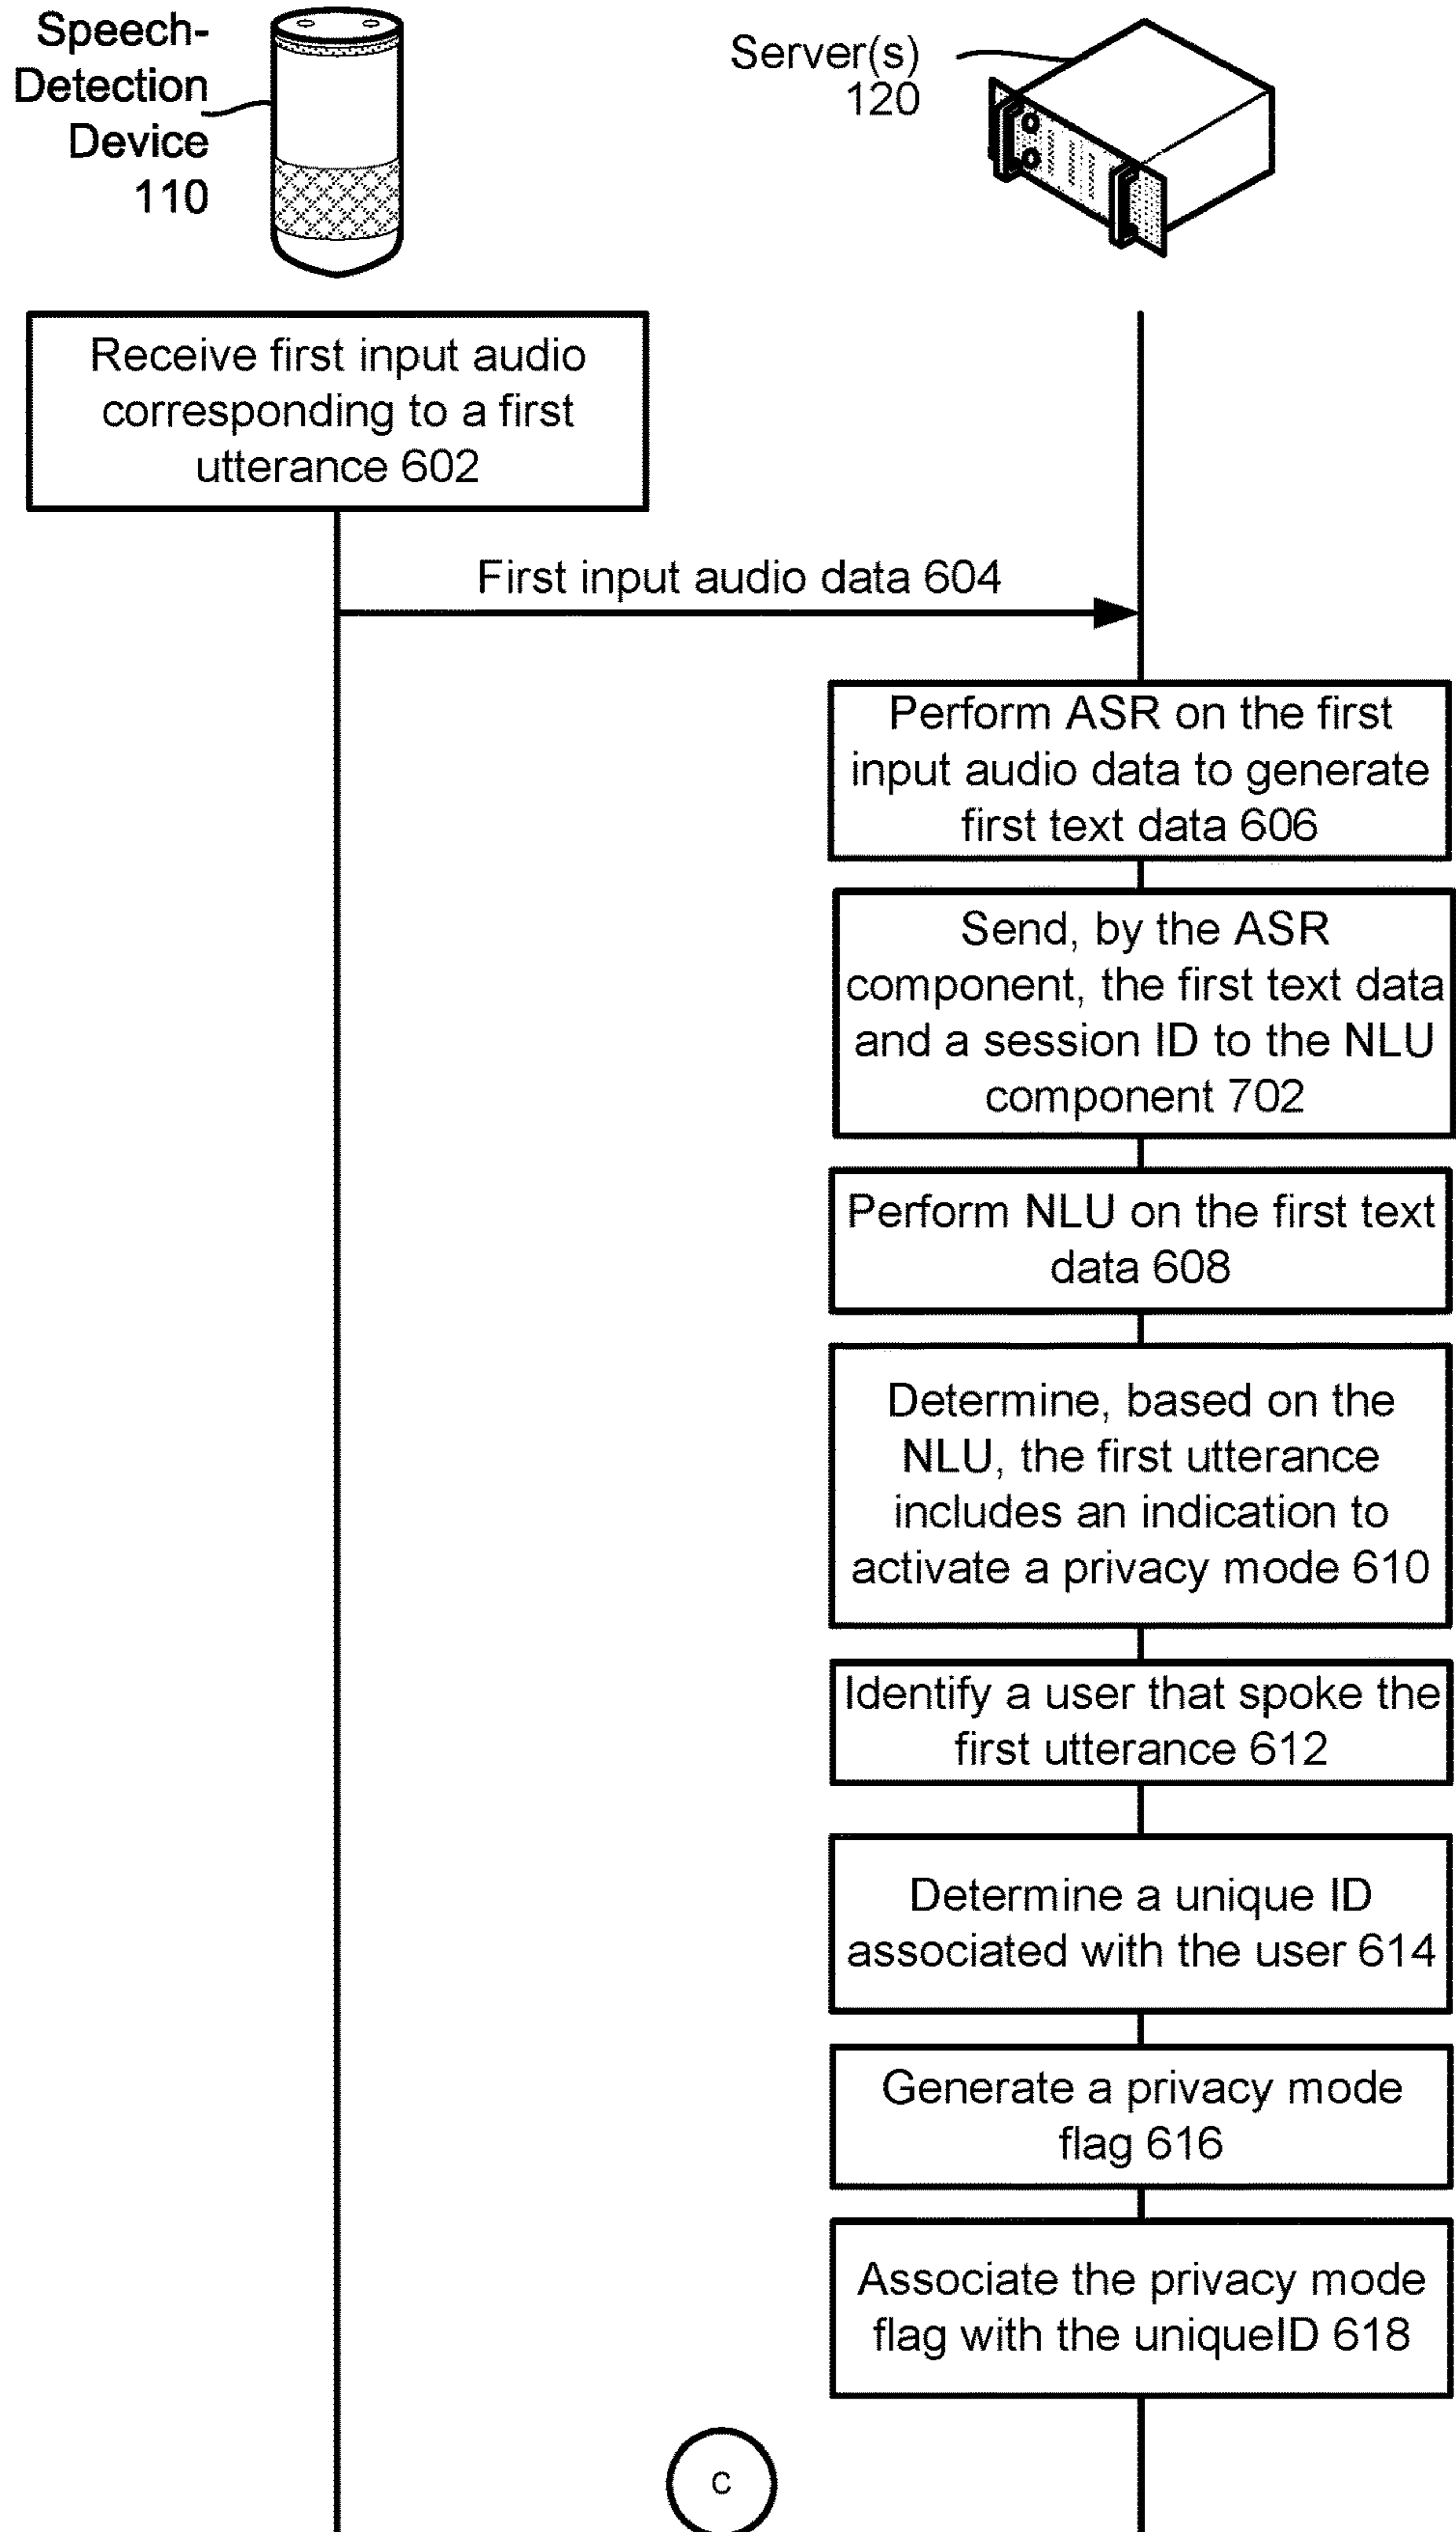 Speech-
Detection
Device
110
Server(s)
120
Receive first input audio
corresponding to a first
utterance 602
First input audio data 604
Perform ASR on the first
input audio data to generate
first text data 606
Send, by the ASR
component, the first text data
and a session ID to the NLU
component 702
Perform NLU on the first text
data 608
Determine, based on the
NLU, the first utterance
includes an indication to
activate a privacy mode 610
Identify a user that spoke the
first utterance 612
Determine a unique ID
associated with the user 614
Generate a privacy mode
flag 616
Associate the privacy mode
flag with the uniqueID 618
C